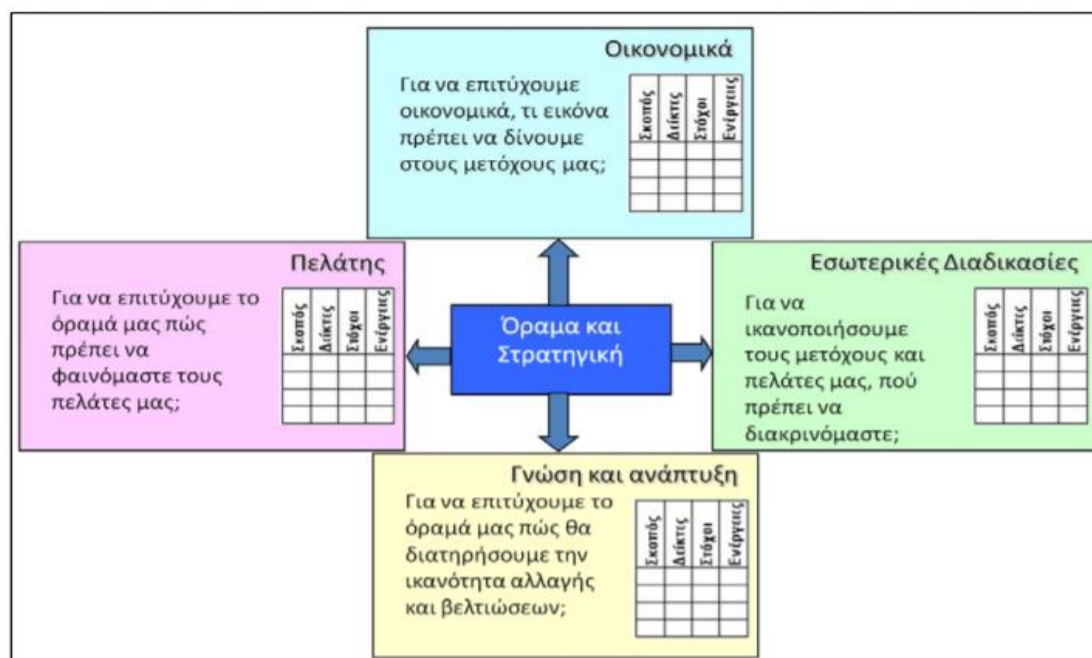 Οικονομικά
Για να επιτύχουμε
οικονομικά, τι εικόνα
πρέπει να δίνουμε
στους μετόχους μας;
Σκοπός
Δείκτες
Στόχοι
Ενέργειες
Πελάτης
Για να επιτύχουμε το
όραμά μας πώς
πρέπει να
φαινόμαστε τους
πελάτες μας;
Σκοπός
Δείκτες
Στόχοι
Ενέργειες
Όραμα και
Στρατηγική
Εσωτερικές Διαδικασίες
Για να
ικανοποιήσουμε
τους μετόχους και
πελάτες μας, πού
πρέπει να
διακρινόμαστε;
Σκοπός
Δείκτες
Στόχοι
Ενέργειες
Γνώση και ανάπτυξη
Για να επιτύχουμε το
όραμά μας πώς θα
διατηρήσουμε την
ικανότητα αλλαγής
και βελτιώσεων;
Σκοπός
Δείκτες
Στόχοι
Ενέργειες